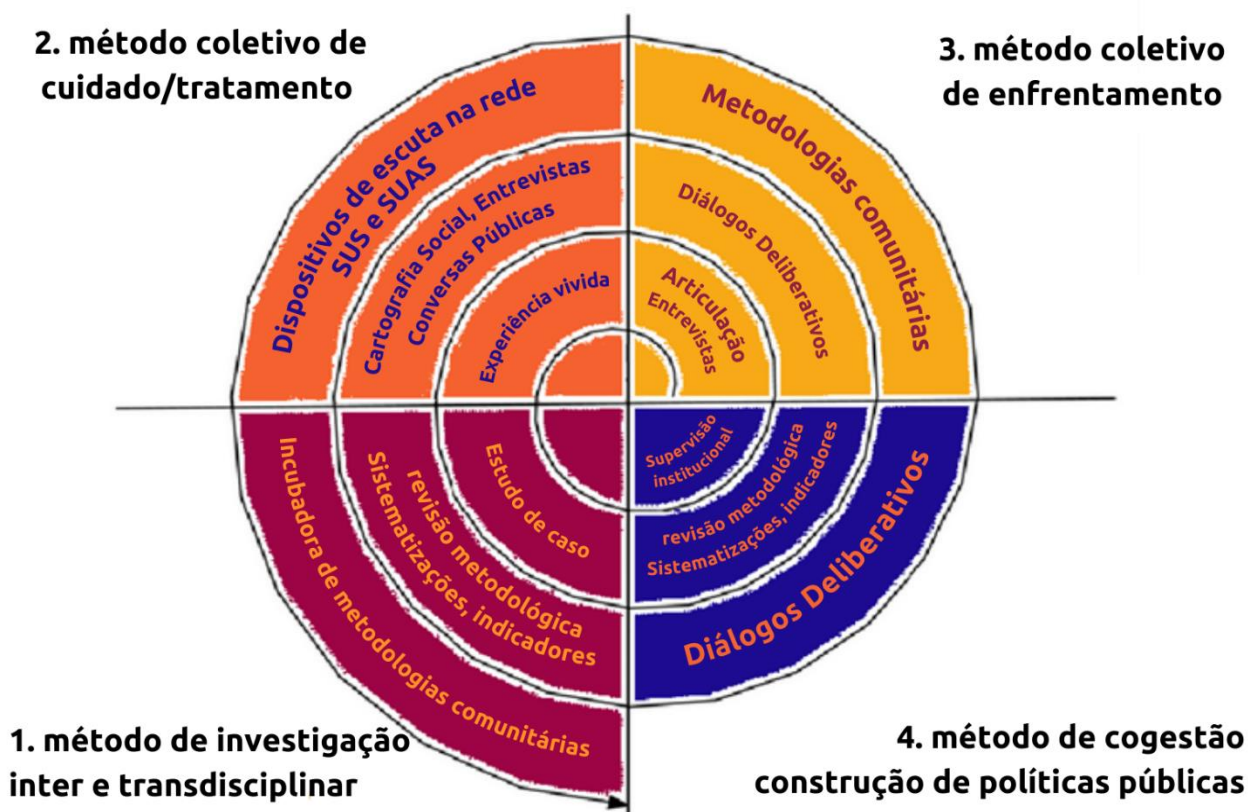 2. método coletivo de
cuidado/tratamento
3. método coletivo
de enfrentamento
Dispositivos de escuta na rede
SUS e SUAS
Cartografia Social, Entrevistas
Conversas Públicas
Experiência vivida
Metodologias comunitárias
Diálogos Deliberativos
Articulação
Entrevistas
Incubadora de metodologias comunitárias
revisão metodológica
Sistematizações, indicadores
Estudo de caso
Supervisão
institucional
revisão metodológica
Sistematizações, indicadores
Diálogos Deliberativos
1. método de investigação
inter e transdisciplinar
4. método de cogestão
construção de políticas públicas